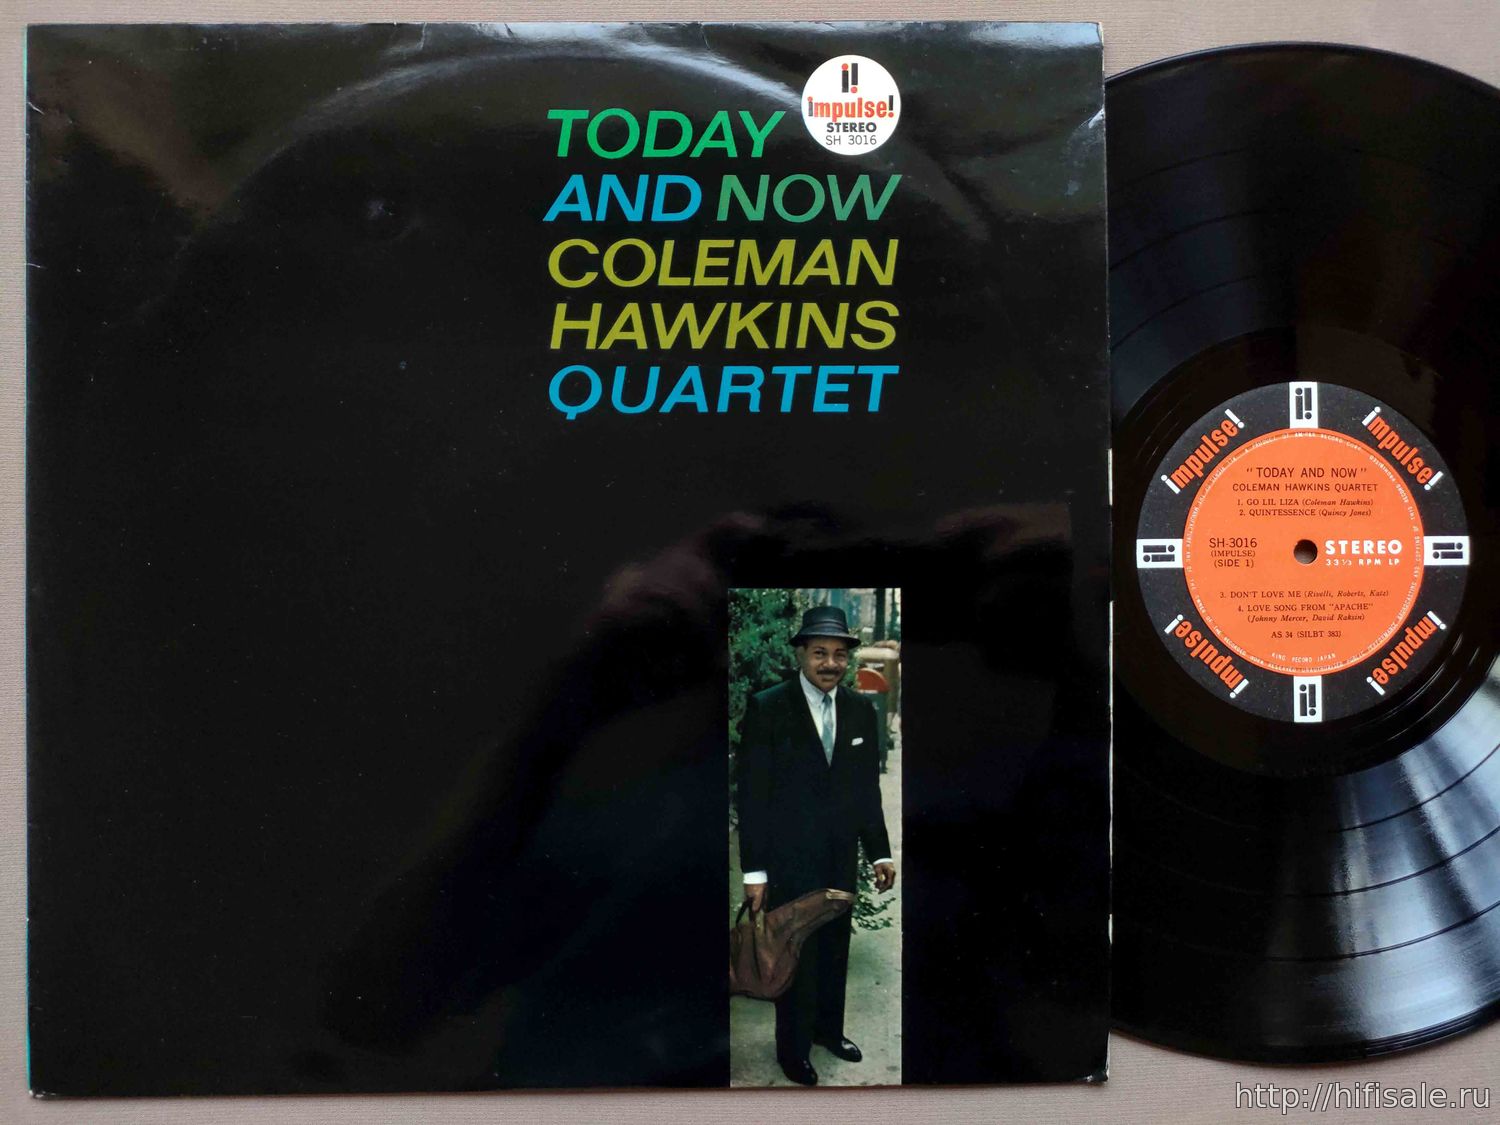 i!
impulse!
STEREO
SH 3016
TODAY
AND NOW
COLEMAN
HAWKINS
QUARTET
i!
impulse!
impulse!
"TODAY AND NOW"
COLEMAN HAWKINS QUARTET
1. GO LIL LIZA (Coleman Hawkins)
2. QUINTESSENCE (Quincy Jones)
SH-3016
(IMPULSE)
(SIDE 1)
STEREO
33⅓ RPM LP
i!
i!
3. DON'T LOVE ME (Rivelli, Roberts, Katz)
4. LOVE SONG FROM "APACHE"
(Johnny Mercer, David Raksin)
AS 34 (SILBT 383)
KING RECORD JAPAN
impulse!
impulse!
i!
http://hifisale.ru